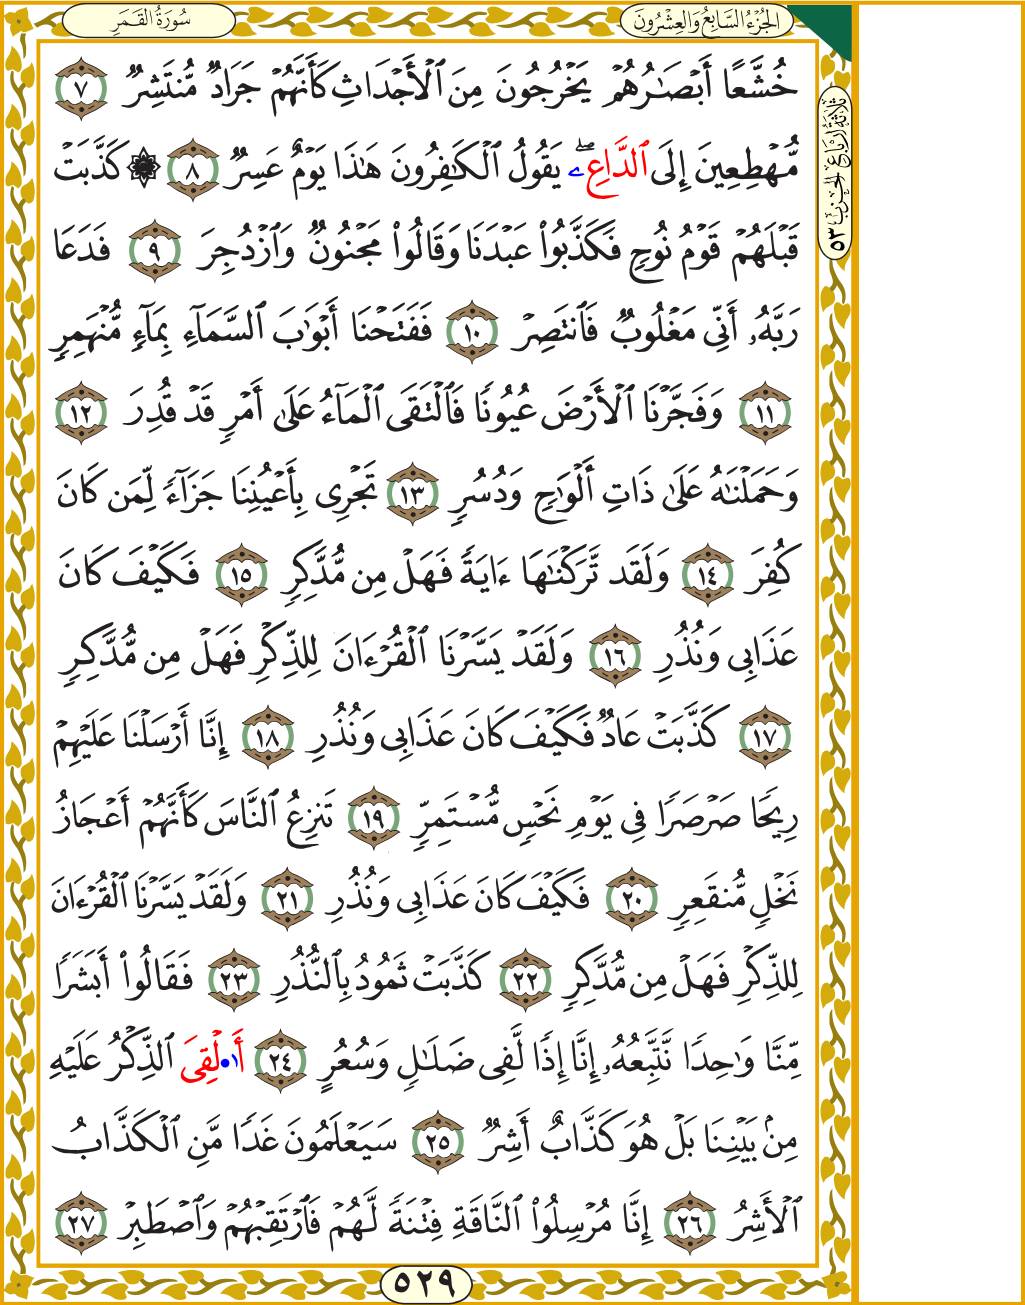 سُورَةُ القَمَرِ
الجُزْءُ السَّابِعُ وَالعِشْرُونَ
ثَلَاثَةُ أَرْبَاعِ الحِزْبِ ٥٣
خُشَّعًا أَبْصَـٰرُهُمْ يَخْرُجُونَ مِنَ ٱلْأَجْدَاثِ كَأَنَّهُمْ جَرَادٌ مُّنتَشِرٌ ٧
مُّهْطِعِينَ إِلَى ٱلدَّاعِۦ ۖ يَقُولُ ٱلْكَـٰفِرُونَ هَـٰذَا يَوْمٌ عَسِرٌ ٨ ۞ كَذَّبَتْ
قَبْلَهُمْ قَوْمُ نُوحٍ فَكَذَّبُوا۟ عَبْدَنَا وَقَالُوا۟ مَجْنُونٌ وَٱزْدُجِرَ ٩ فَدَعَا
رَبَّهُۥٓ أَنِّى مَغْلُوبٌ فَٱنتَصِرْ ١٠ فَفَتَحْنَآ أَبْوَٰبَ ٱلسَّمَآءِ بِمَآءٍ مُّنْهَمِرٍ
١١ وَفَجَّرْنَا ٱلْأَرْضَ عُيُونًا فَٱلْتَقَى ٱلْمَآءُ عَلَىٰٓ أَمْرٍ قَدْ قُدِرَ ١٢
وَحَمَلْنَـٰهُ عَلَىٰ ذَاتِ أَلْوَٰحٍ وَدُسُرٍ ١٣ تَجْرِى بِأَعْيُنِنَا جَزَآءً لِّمَن كَانَ
كُفِرَ ١٤ وَلَقَد تَّرَكْنَـٰهَآ ءَايَةً فَهَلْ مِن مُّدَّكِرٍ ١٥ فَكَيْفَ كَانَ
عَذَابِى وَنُذُرِ ١٦ وَلَقَدْ يَسَّرْنَا ٱلْقُرْءَانَ لِلذِّكْرِ فَهَلْ مِن مُّدَّكِرٍ
١٧ كَذَّبَتْ عَادٌ فَكَيْفَ كَانَ عَذَابِى وَنُذُرِ ١٨ إِنَّآ أَرْسَلْنَا عَلَيْهِمْ
رِيحًا صَرْصَرًا فِى يَوْمِ نَحْسٍ مُّسْتَمِرٍّ ١٩ تَنزِعُ ٱلنَّاسَ كَأَنَّهُمْ أَعْجَازُ
نَخْلٍ مُّنقَعِرٍ ٢٠ فَكَيْفَ كَانَ عَذَابِى وَنُذُرِ ٢١ وَلَقَدْ يَسَّرْنَا ٱلْقُرْءَانَ
لِلذِّكْرِ فَهَلْ مِن مُّدَّكِرٍ ٢٢ كَذَّبَتْ ثَمُودُ بِٱلنُّذُرِ ٢٣ فَقَالُوٓا۟ أَبَشَرًا
مِّنَّا وَٰحِدًا نَّتَّبِعُهُۥٓ إِنَّآ إِذًا لَّفِى ضَلَـٰلٍ وَسُعُرٍ ٢٤ أَا۟لْقِىَ ٱلذِّكْرُ عَلَيْهِ
مِنۢ بَيْنِنَا بَلْ هُوَ كَذَّابٌ أَشِرٌ ٢٥ سَيَعْلَمُونَ غَدًا مَّنِ ٱلْكَذَّابُ
ٱلْأَشِرُ ٢٦ إِنَّا مُرْسِلُوا۟ ٱلنَّاقَةِ فِتْنَةً لَّهُمْ فَٱرْتَقِبْهُمْ وَٱصْطَبِرْ ٢٧
٥٢٩